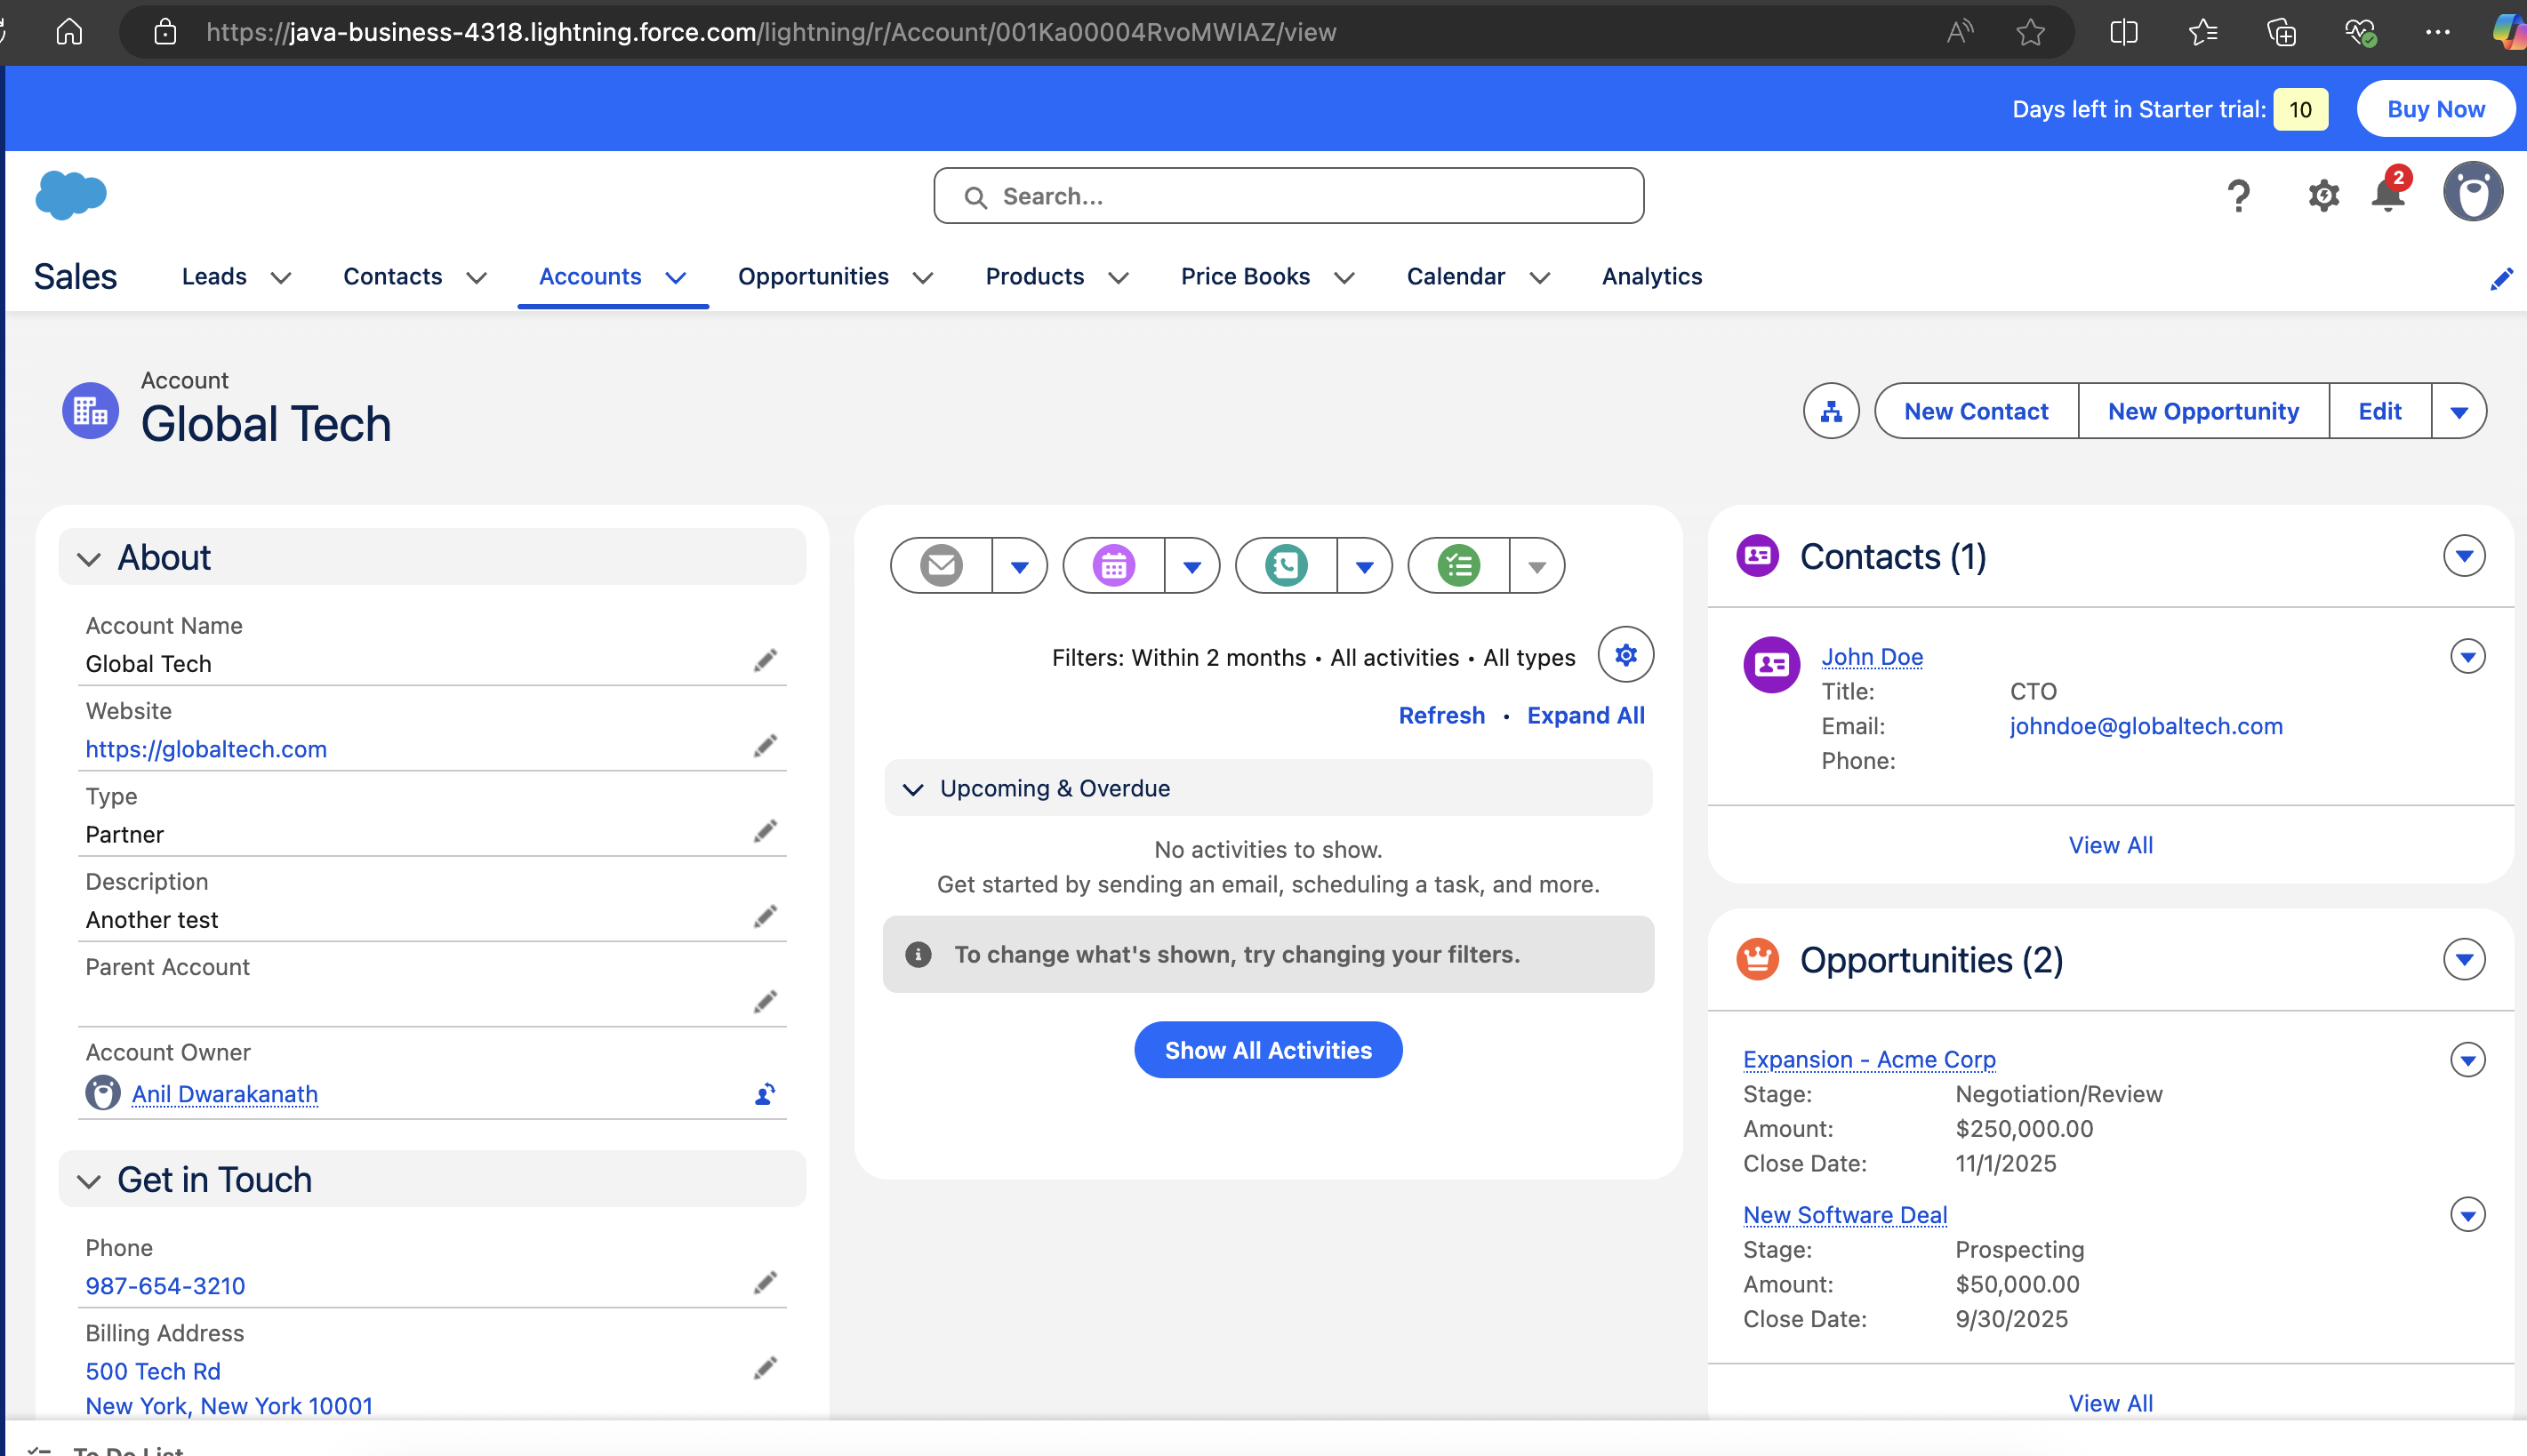 https://java-business-4318.lightning.force.com/lightning/r/Account/001Ka00004RvoMWIAZ/view
Days left in Starter trial: 10
Buy Now
Search...
2
Sales
Leads
Contacts
Accounts
Opportunities
Products
Price Books
Calendar
Analytics
Account
Global Tech
New Contact
New Opportunity
Edit
About
Account Name
Global Tech
Website
https://globaltech.com
Type
Partner
Description
Another test
Parent Account
Account Owner
Anil Dwarakanath
Get in Touch
Phone
987-654-3210
Billing Address
500 Tech Rd
New York, New York 10001
Filters: Within 2 months • All activities • All types
Refresh • Expand All
Upcoming & Overdue
No activities to show.
Get started by sending an email, scheduling a task, and more.
To change what's shown, try changing your filters.
Show All Activities
Contacts (1)
John Doe
Title: CTO
Email: johndoe@globaltech.com
Phone:
View All
Opportunities (2)
Expansion - Acme Corp
Stage: Negotiation/Review
Amount: $250,000.00
Close Date: 11/1/2025
New Software Deal
Stage: Prospecting
Amount: $50,000.00
Close Date: 9/30/2025
View All
To Do List